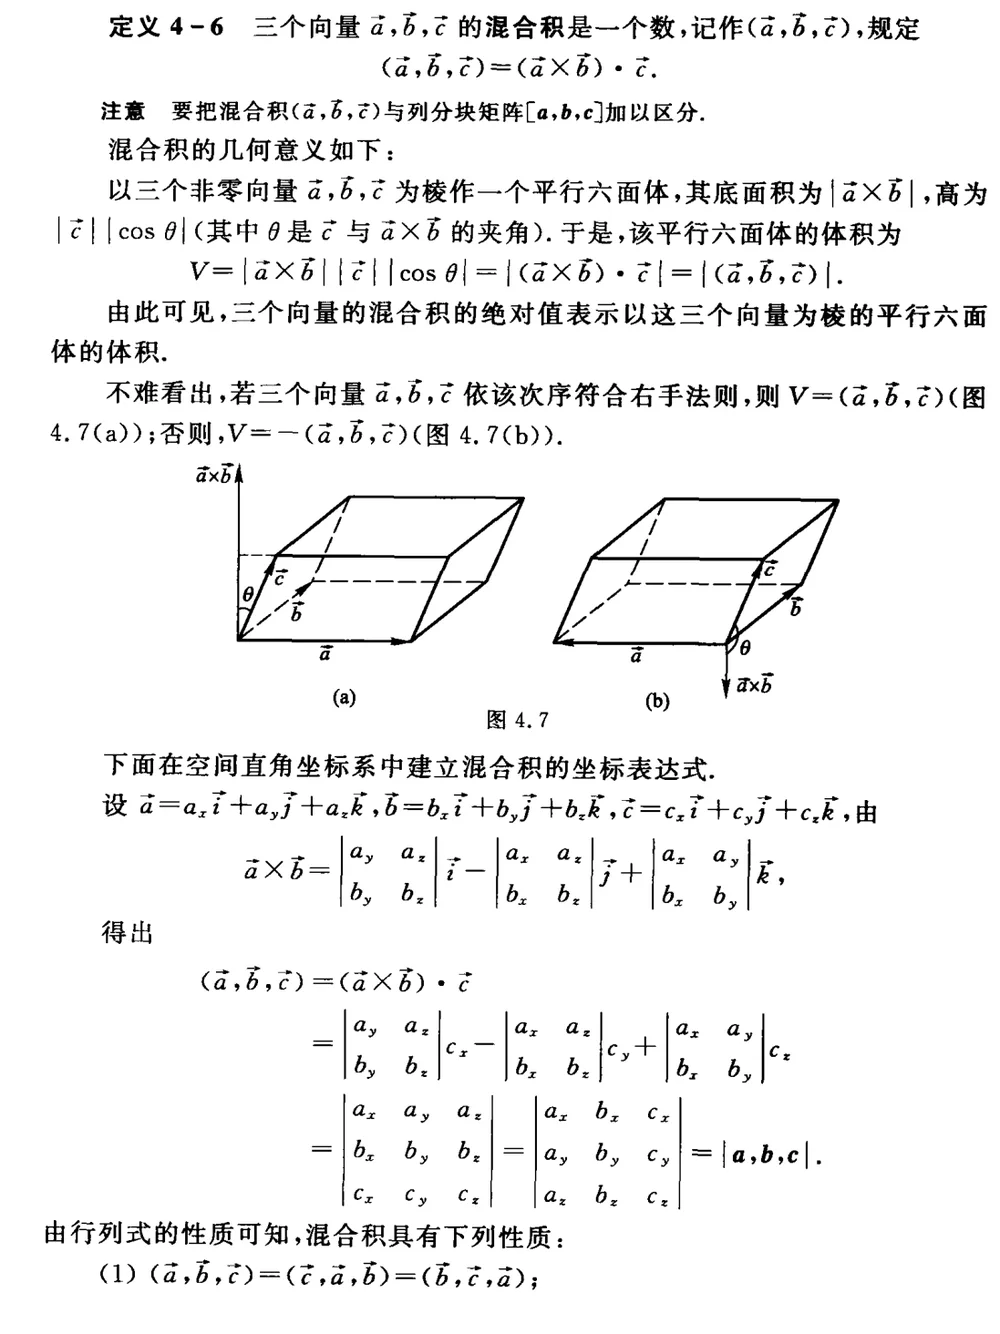 定义 4-6 三个向量 a⃗,b⃗,c⃗ 的混合积是一个数,记作(a⃗,b⃗,c⃗),规定
(a⃗,b⃗,c⃗)=(a⃗×b⃗)·c⃗.
注意 要把混合积(a⃗,b⃗,c⃗)与列分块矩阵[a,b,c]加以区分.
混合积的几何意义如下:
以三个非零向量 a⃗,b⃗,c⃗ 为棱作一个平行六面体,其底面积为|a⃗×b⃗|,高为
|c⃗||cos θ|(其中 θ 是 c⃗ 与 a⃗×b⃗ 的夹角).于是,该平行六面体的体积为
V=|a⃗×b⃗||c⃗||cos θ|=|(a⃗×b⃗)·c⃗|=|(a⃗,b⃗,c⃗)|.
由此可见,三个向量的混合积的绝对值表示以这三个向量为棱的平行六面
体的体积.
不难看出,若三个向量 a⃗,b⃗,c⃗ 依该次序符合右手法则,则 V=(a⃗,b⃗,c⃗)(图
4.7(a));否则,V=-(a⃗,b⃗,c⃗)(图 4.7(b)).
a⃗×b⃗
c⃗
θ
b⃗
a⃗
(a)
c⃗
b⃗
a⃗
θ
a⃗×b⃗
(b)
图 4.7
下面在空间直角坐标系中建立混合积的坐标表达式.
设 a⃗=aₓi⃗+a_y j⃗+a_z k⃗,b⃗=bₓi⃗+b_y j⃗+b_z k⃗,c⃗=cₓi⃗+c_y j⃗+c_z k⃗,由
a⃗×b⃗=|a_y a_z; b_y b_z|i⃗-|aₓ a_z; bₓ b_z|j⃗+|aₓ a_y; bₓ b_y|k⃗,
得出
(a⃗,b⃗,c⃗)=(a⃗×b⃗)·c⃗
=|a_y a_z; b_y b_z|cₓ-|aₓ a_z; bₓ b_z|c_y+|aₓ a_y; bₓ b_y|c_z
=|aₓ a_y a_z; bₓ b_y b_z; cₓ c_y c_z|=|aₓ bₓ cₓ; a_y b_y c_y; a_z b_z c_z|=|a,b,c|.
由行列式的性质可知,混合积具有下列性质:
(1) (a⃗,b⃗,c⃗)=(c⃗,a⃗,b⃗)=(b⃗,c⃗,a⃗);